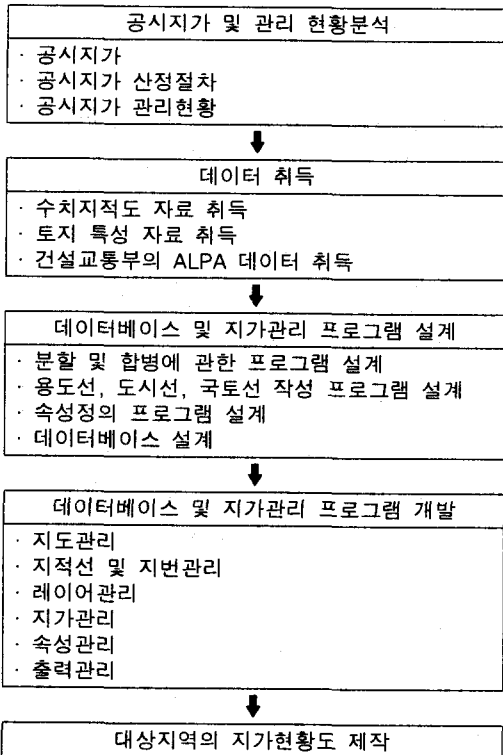 공시지가 및 관리 현황분석
· 공시지가
· 공시지가 산정절차
· 공시지가 관리현황
데이터 취득
· 수치지적도 자료 취득
· 토지 특성 자료 취득
· 건설교통부의 ALPA 데이터 취득
데이터베이스 및 지가관리 프로그램 설계
· 분할 및 합병에 관한 프로그램 설계
· 용도선, 도시선, 국토선 작성 프로그램 설계
· 속성정의 프로그램 설계
· 데이터베이스 설계
데이터베이스 및 지가관리 프로그램 개발
· 지도관리
· 지적선 및 지번관리
· 레이어관리
· 지가관리
· 속성관리
· 출력관리
대상지역의 지가현황도 제작